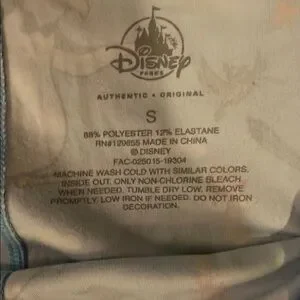 Disney
PARKS
AUTHENTIC • ORIGINAL
S
88% POLYESTER 12% ELASTANE
RN#129655 MADE IN CHINA
© DISNEY
FAC-025015-19304
MACHINE WASH COLD WITH SIMILAR COLORS.
INSIDE OUT. ONLY NON-CHLORINE BLEACH
WHEN NEEDED. TUMBLE DRY LOW. REMOVE
PROMPTLY. LOW IRON IF NEEDED. DO NOT IRON
DECORATION.